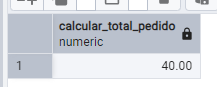 calcular_total_pedido
numeric
1
40.00